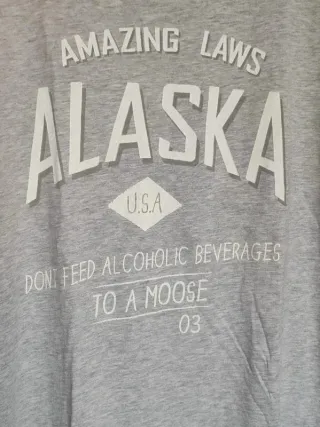 AMAZING LAWS
ALASKA
U.S.A
DON'T FEED ALCOHOLIC BEVERAGES
TO A MOOSE
03